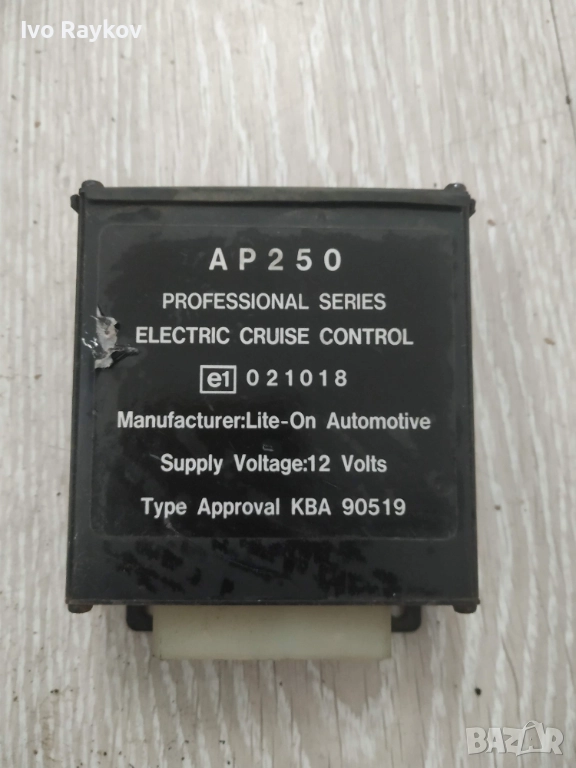 Ivo Raykov
AP250
PROFESSIONAL SERIES
ELECTRIC CRUISE CONTROL
e1 021018
Manufacturer:Lite-On Automotive
Supply Voltage:12 Volts
Type Approval KBA 90519
BAZAR